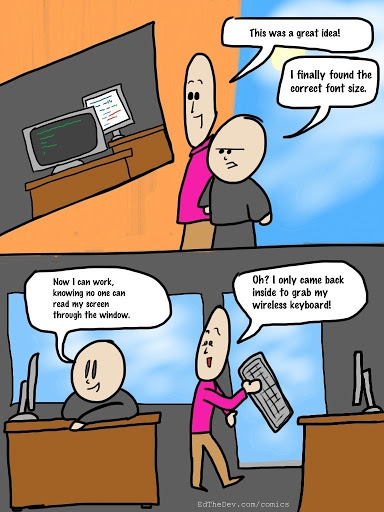 This was a great idea!
I finally found the
correct font size.
Now I can work,
knowing no one can
read my screen
through the window.
Oh? I only came back
inside to grab my
wireless keyboard!
EdTheDev.com/comics